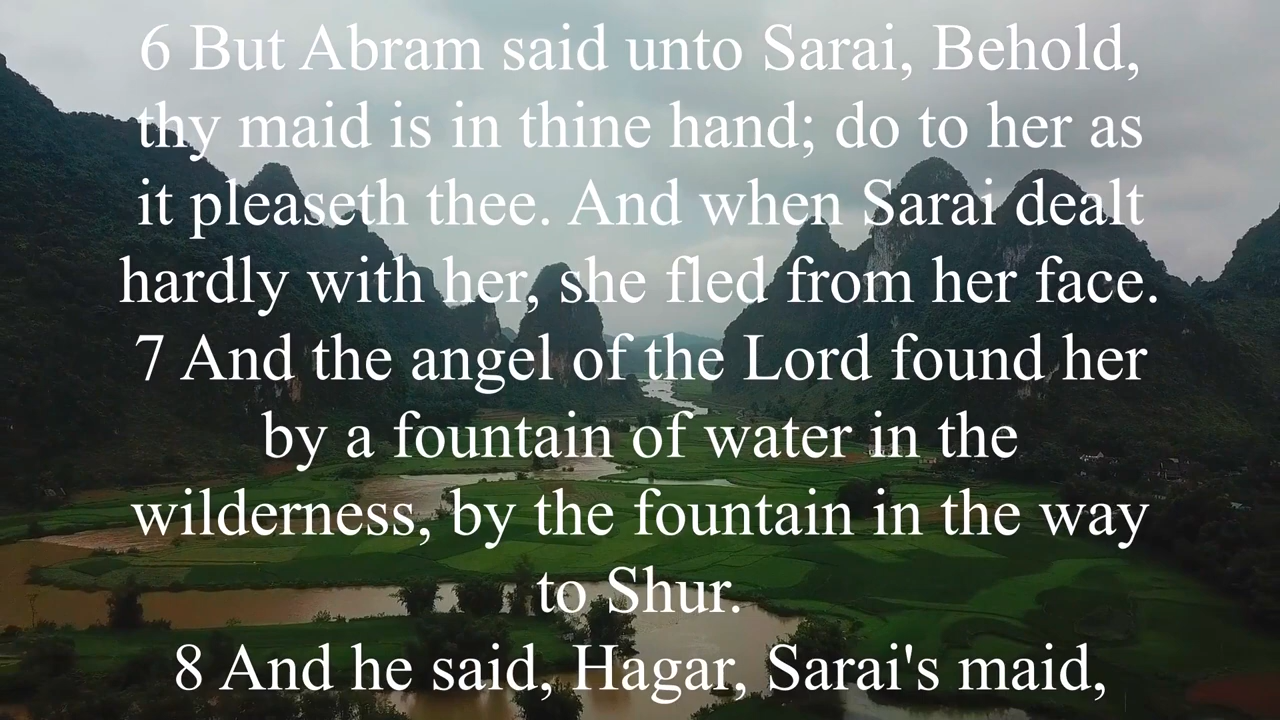 6 But Abram said unto Sarai, Behold,
thy maid is in thine hand; do to her as
it pleaseth thee. And when Sarai dealt
hardly with her, she fled from her face.
7 And the angel of the Lord found her
by a fountain of water in the
wilderness, by the fountain in the way
to Shur.
8 And he said, Hagar, Sarai's maid,